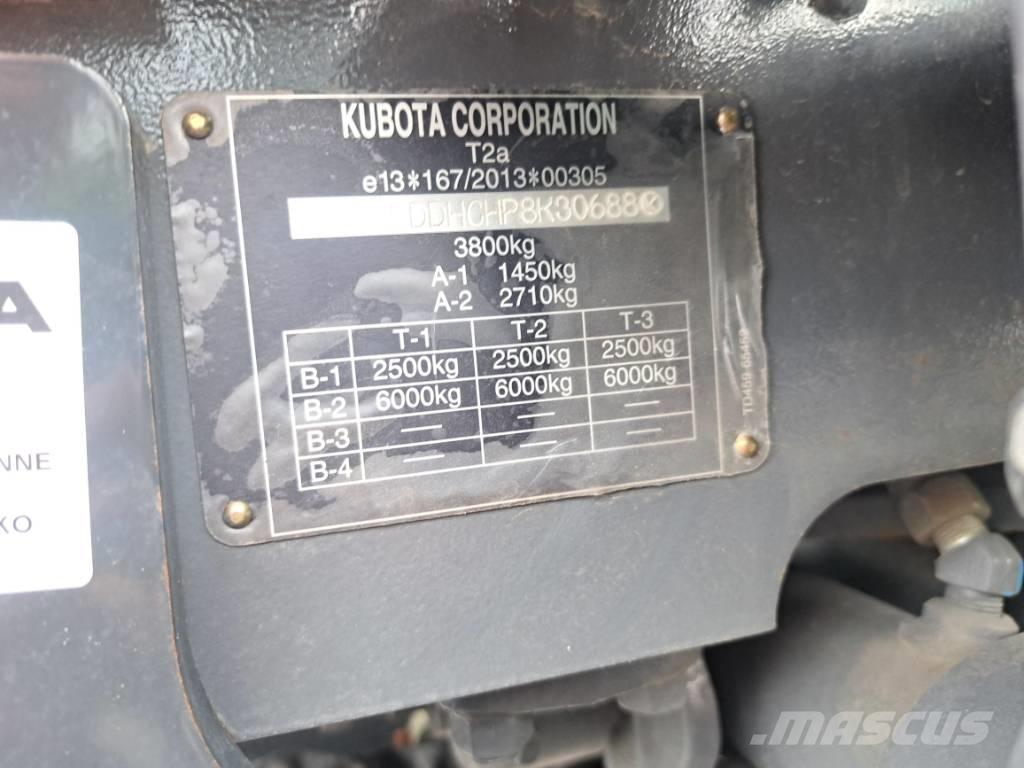 KUBOTA CORPORATION
T2a
e13*167/2013*00305
DDHCHP8K306880
3800kg
A-1 1450kg
A-2 2710kg
T-1 T-2 T-3
B-1 2500kg 2500kg 2500kg
B-2 6000kg 6000kg 6000kg
B-3 — — —
B-4 — — —
A
NNE
KO
MASCUS